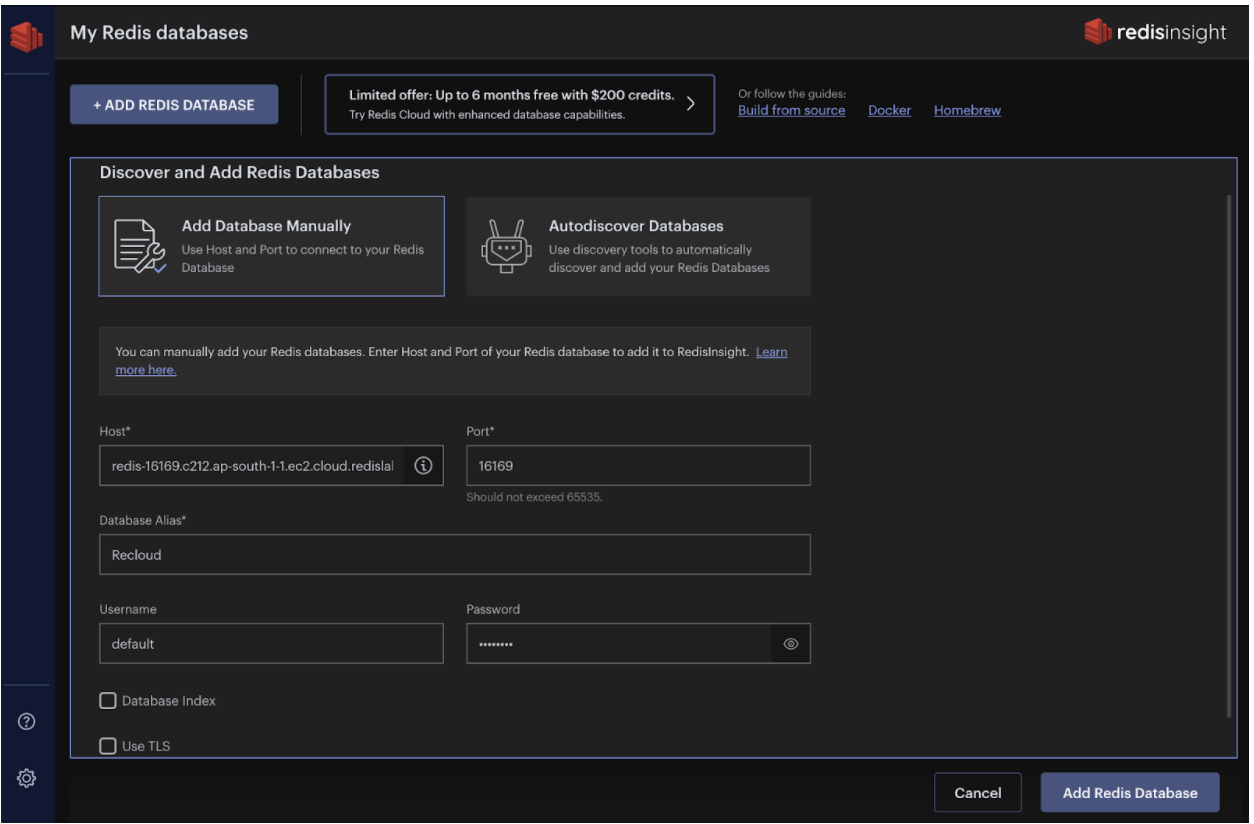 My Redis databases
redisinsight
+ ADD REDIS DATABASE
Limited offer: Up to 6 months free with $200 credits.
Try Redis Cloud with enhanced database capabilities.
Or follow the guides:
Build from source Docker Homebrew
Discover and Add Redis Databases
Add Database Manually
Use Host and Port to connect to your Redis
Database
Autodiscover Databases
Use discovery tools to automatically
discover and add your Redis Databases
You can manually add your Redis databases. Enter Host and Port of your Redis database to add it to RedisInsight. Learn
more here.
Host*
redis-16169.c212.ap-south-1-1.ec2.cloud.redislal
Port*
16169
Should not exceed 65535.
Database Alias*
Recloud
Username
default
Password
••••••••
Database Index
Use TLS
Cancel
Add Redis Database